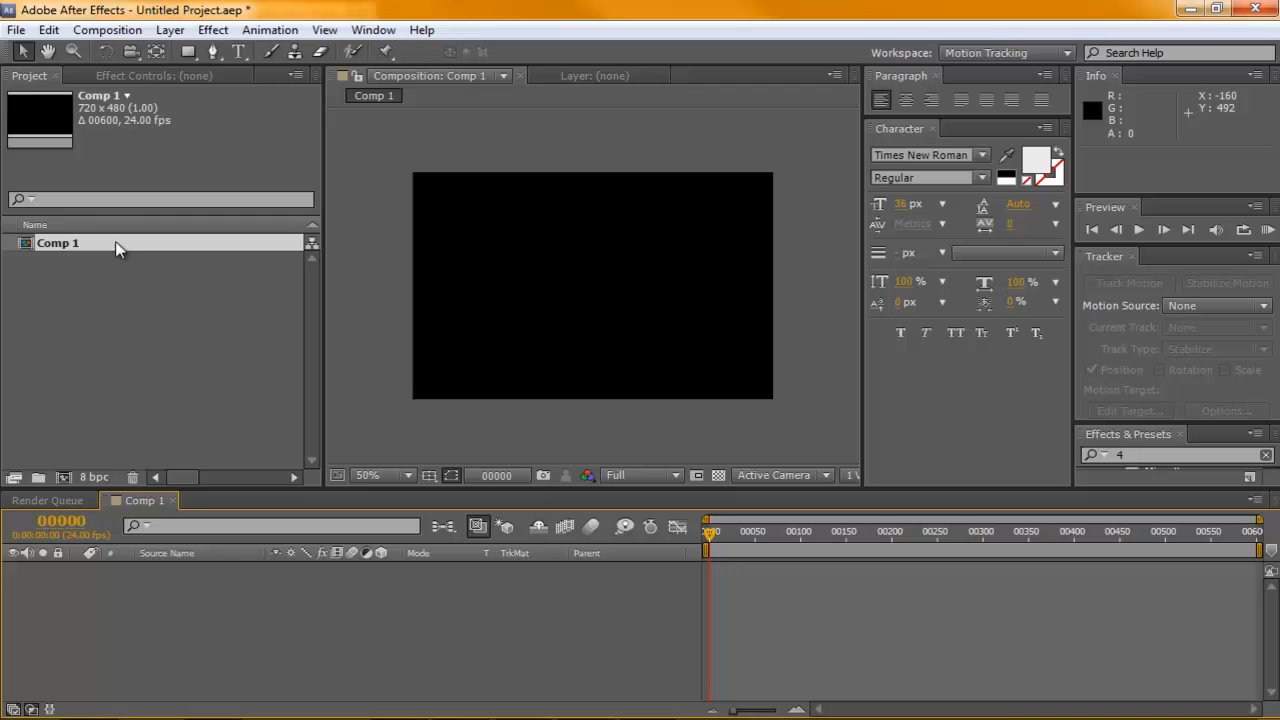 Adobe After Effects - Untitled Project.aep *
File Edit Composition Layer Effect Animation View Window Help
Workspace: Motion Tracking Search Help
Project Effect Controls: (none) Composition: Comp 1 Layer: (none) Paragraph Info
Comp 1
720 x 480 (1.00)
Δ 00600, 24.00 fps
Comp 1
R :
G :
B :
A : 0
X : -160
Y : 492
Character
Times New Roman
Regular
36 px Auto
Metrics 0
- px
100 % 100 %
0 px 0 %
T T TT Tr T¹ T₁
Preview
Tracker
Track Motion Stabilize Motion
Motion Source: None
Current Track: None
Track Type: Stabilize
Position Rotation Scale
Motion Target:
Edit Target... Options...
Effects & Presets
4
Name
Comp 1
8 bpc
50% 00000 Full Active Camera 1 V
Render Queue Comp 1
00000
0:00:00:00 (24.00 fps)
# Source Name Mode T TrkMat Parent
00050 00100 00150 00200 00250 00300 00350 00400 00450 00500 00550 0060